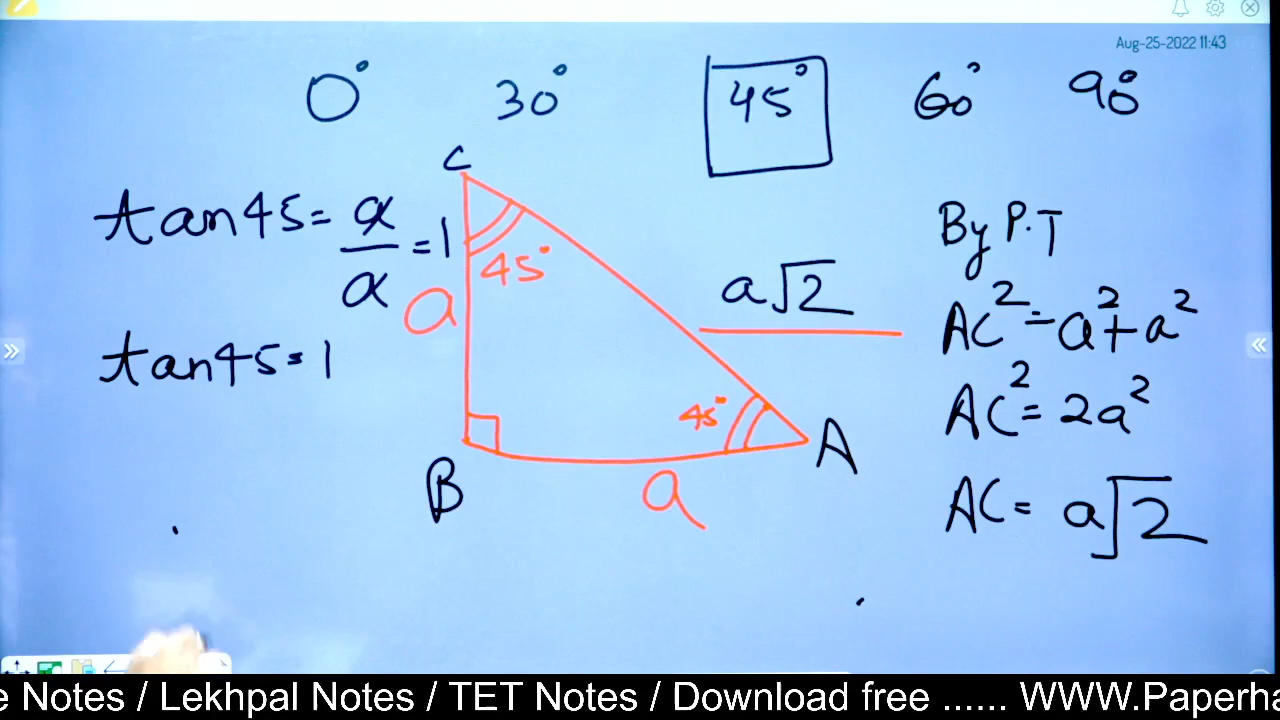 Aug-25-2022 11:43
0° 30° 45° 60° 90°
C
tan45 = a/a = 1
45°
a
a√2
tan45 = 1
45°
B
A
a
By P.T
AC² = a² + a²
AC² = 2a²
AC = a√2
e Notes / Lekhpal Notes / TET Notes / Download free ...... WWW.Paperha